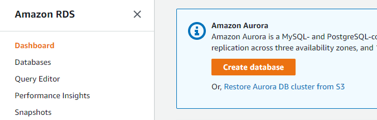 Amazon RDS
Dashboard
Databases
Query Editor
Performance Insights
Snapshots
Amazon Aurora
Amazon Aurora is a MySQL- and PostgreSQL-co
replication across three availability zones, and
Create database
Or, Restore Aurora DB cluster from S3